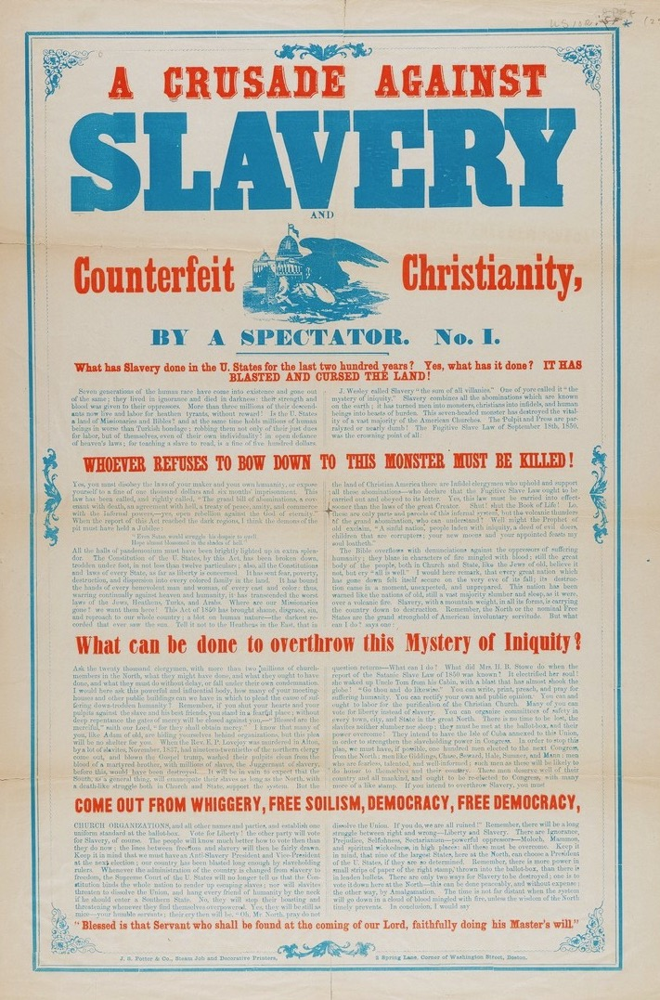 A CRUSADE AGAINST
SLAVERY
AND
Counterfeit Christianity,
BY A SPECTATOR. No. I.
What has Slavery done in the U. States for the last two hundred years? Yes, what has it done? IT HAS
BLASTED AND CURSED THE LAND!
Seven generations of the human race have come into existence and gone out
of the same; they lived in ignorance and died in darkness: their strength and
blood was given to their oppressors. More than three millions of their descend-
ants now live and labor for heathen tyrants, without reward! Is the U. States
a land of Missionaries and Bibles? and at the same time holds millions of human
beings in worse than Turkish bondage: robbing them not only of their just dues
for labor, but of themselves, even of their own individuality! in open defiance
of heaven's laws; for teaching a slave to read, is a fine of five hundred dollars
J. Wesley called Slavery "the sum of all villanies." One of yore called it "the
mystery of iniquity." Slavery combines all the abominations which are known
on the earth; it has turned men into monsters, christians into infidels, and human
beings into beasts of burden. This seven-headed monster has destroyed the vital-
ity of a vast majority of the American Churches. The Pulpit and Press are par-
alyzed or nearly dumb! The Fugitive Slave Law of September 18th, 1850,
was the crowning point of all:
WHOEVER REFUSES TO BOW DOWN TO THIS MONSTER MUST BE KILLED!
Yes, you must disobey the laws of your maker and your own humanity, or expose
yourself to a fine of one thousand dollars and six months' imprisonment. This
law has been called, and rightly called, "The grand bill of abominations, a cov-
enant with death, an agreement with hell, a treaty of peace, amity, and commerce
with the infernal powers,—yes, open rebellion against the God of eternity."
When the report of this Act reached the dark regions, I think the demons of the
pit must have held a Jubilee:
"Even Satan would struggle his despair to quell
Hope almost bloomed in the shades of hell."
All the halls of pandemonium must have been brightly lighted up in extra splen-
dor. The Constitution of the U. States, by this Act, has been broken down,
trodden under foot, in not less than twelve particulars; also, all the Constitutions
and laws of every State, as far as liberty is concerned. It has sent fear, poverty,
destruction, and dispersion into every colored family in the land. It has bound
the hands of every benevolent man and woman, of every cast and color; thus,
warring continually against heaven and humanity, it has transcended the worst
laws of the Jews, Heathens, Turks, and Arabs. Where are our Missionaries
gone? we want them here! This Act of 1850 has brought shame, disgrace, sin,
and reproach to our whole country; a blot on human nature—the darkest re-
corded that ever saw the sun. Tell it not to the Heathens in the East, that in
the land of Christian America there are Infidel clergymen who uphold and support
all these abominations—who declare that the Fugitive Slave Law ought to be
carried out and obeyed to its letter. Yes, this law must be carried into effect
sooner than the laws of the great Creator. Shut! shut the Book of Life! Lo,
these are only parts and parcels of this infernal system, but the volcanic thunders
of the grand abomination, who can understand? Well might the Prophet of
old exclaim, "A sinful nation, people laden with iniquity, a deed of evil doers,
children that are corrupters; your new moons and your appointed feasts my
soul hateth."
The Bible overflows with denunciations against the oppressors of suffering
humanity; they blaze in characters of fire mingled with blood; still the great
body of the people, both in Church and State, like the Jews of old, believe it
not, but cry "all is well." I would here remark, that every great nation which
has gone down felt itself secure on the very eve of its fall; its destruc-
tion came in a moment, unexpected, and unprepared. This nation has been
warned like the nations of old, still a vast majority slumber and sleep, as it were,
over a volcanic fire. Slavery, with a mountain weight, in all its forms, is carrying
the country down to destruction. Remember, the North or the nominal Free
States are the grand stronghold of American involuntary servitude. But what
can I do? says one
What can be done to overthrow this Mystery of Iniquity?
Ask the twenty thousand clergymen, with more than two millions of church-
members in the North, what they might have done, and what they ought to have
done, and what they must do without delay, or fall under their own condemnation.
I would here ask this powerful and influential body, how many of your meeting-
houses and other public buildings can we have in which to plead the cause of suf-
fering down-trodden humanity? Remember, if you shut your hearts and your
pulpits against the slave and his best friends, you stand in a fearful place; without
deep repentance the gates of mercy will be closed against you,—"Blessed are the
merciful," saith our Lord, "for they shall obtain mercy." I know that many of
you, like Adam of old, are hiding yourselves behind organizations, but this plea
will be no shelter for you. When the Rev. E. P. Lovejoy was murdered in Alton,
by a lot of slavites, November, 1837, had nineteen-twentieths of the northern clergy
come out, and blown the Gospel trump, washed their pulpits clean from the
blood of a martyred brother, with millions of slaves, the Juggernaut of slavery,
before this, would have been destroyed. It will be in vain to expect that the
South, as a general thing, will emancipate their slaves as long as the North, with
a death-like struggle both in Church and State, support the system. But the
question returns—What can I do? What did Mrs. H. B. Stowe do when the
report of the Satanic Slave Law of 1850 was known? It electrified her soul!
she waked up Uncle Tom from his Cabin, with a blast that has almost shook the
globe! "Go thou and do likewise." You can write, print, preach, and pray for
suffering humanity. You can rectify your own and public opinion. You can and
ought to labor for the purification of the Christian Church. Many of you can
vote for liberty instead of slavery. You can organize committees of safety in
every town, city, and State in the great North. There is no time to be lost, the
slavites neither slumber nor sleep; they must be met at the ballot-box, and their
power overcome! They intend to have the Isle of Cuba annexed to this Union,
in order to strengthen the slaveholding power in Congress. In order to stop this
plan, we must have, if possible, one hundred men elected to the next Congress,
from the North; men like Giddings, Chase, Seward, Hale, Sumner, and Mann; men
who are fearless, talented, and well-informed; such men as these will be likely to
do honor to themselves and their country. These men deserve well of their
country and all mankind, and ought to be re-elected to Congress, with many
more of a like stamp. If you intend to overthrow Slavery, you must
COME OUT FROM WHIGGERY, FREE SOILISM, DEMOCRACY, FREE DEMOCRACY,
CHURCH ORGANIZATIONS, and all other names and parties, and establish one
uniform standard at the ballot-box. Vote for Liberty! the other party will vote
for Slavery, of course. The people will know much better how to vote then than
they do now; the lines between freedom and slavery will then be fairly drawn.
Keep it in mind that we must have an Anti-Slavery President and Vice-President
at the next election; our country has been blasted long enough by slaveholding
rulers. Whenever the administration of the country is changed from slavery to
freedom, the Supreme Court of the U. States will no longer tell us that the Con-
stitution binds the whole nation to render up escaping slaves; nor will slavites
threaten to dissolve the Union, and hang every friend of humanity by the neck
if he should enter a Southern State. No, they will stop their boasting and
threatening whenever they find themselves overpowered. Yes, they will be still as
mice—your humble servants; their cry then will be, "Oh, Mr. North, pray do not
dissolve the Union. If you do, we are all ruined!" Remember, there will be a long
struggle between right and wrong—Liberty and Slavery. There are Ignorance,
Prejudice, Selfishness, Sectarianism—powerful oppressors—Moloch, Mammon,
and spiritual wickedness, in high places; all these must be overcome. Keep it
in mind, that one of the largest States, here at the North, can choose a President
of the U. States, if they are so determined. Remember, there is more power in
small strips of paper of the right stamp, thrown into the ballot-box, than there is
in leaden bullets. There are only two ways for Slavery to be destroyed; one is to
vote it down here at the North—this can be done peaceably, and without expense;
the other way, by Amalgamation. The time is not far distant when the system
will go down in a cloud of blood mingled with fire, unless the wisdom of the North
timely prevents. In conclusion, I would say
"Blessed is that Servant who shall be found at the coming of our Lord, faithfully doing his Master's will."
J. S. Potter & Co., Steam Job and Decorative Printers, 2 Spring Lane, Corner of Washington Street, Boston.